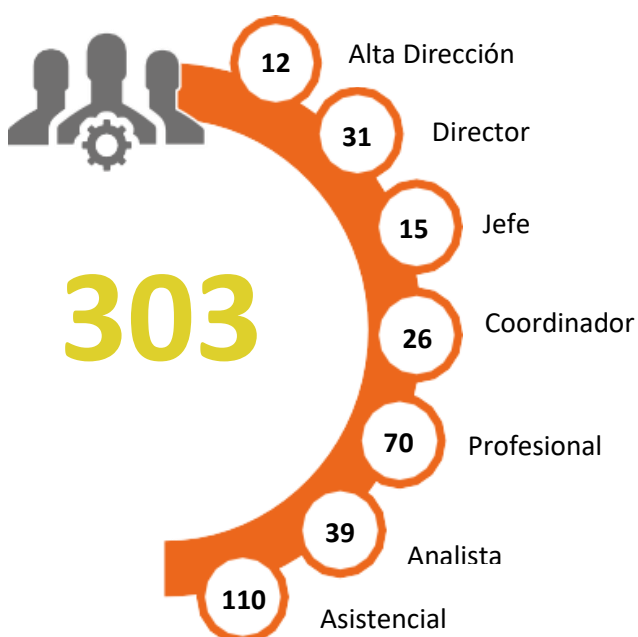 12
Alta Dirección
31
Director
15
Jefe
303
Coordinador
26
70
Profesional
39
Analista
110
Asistencial